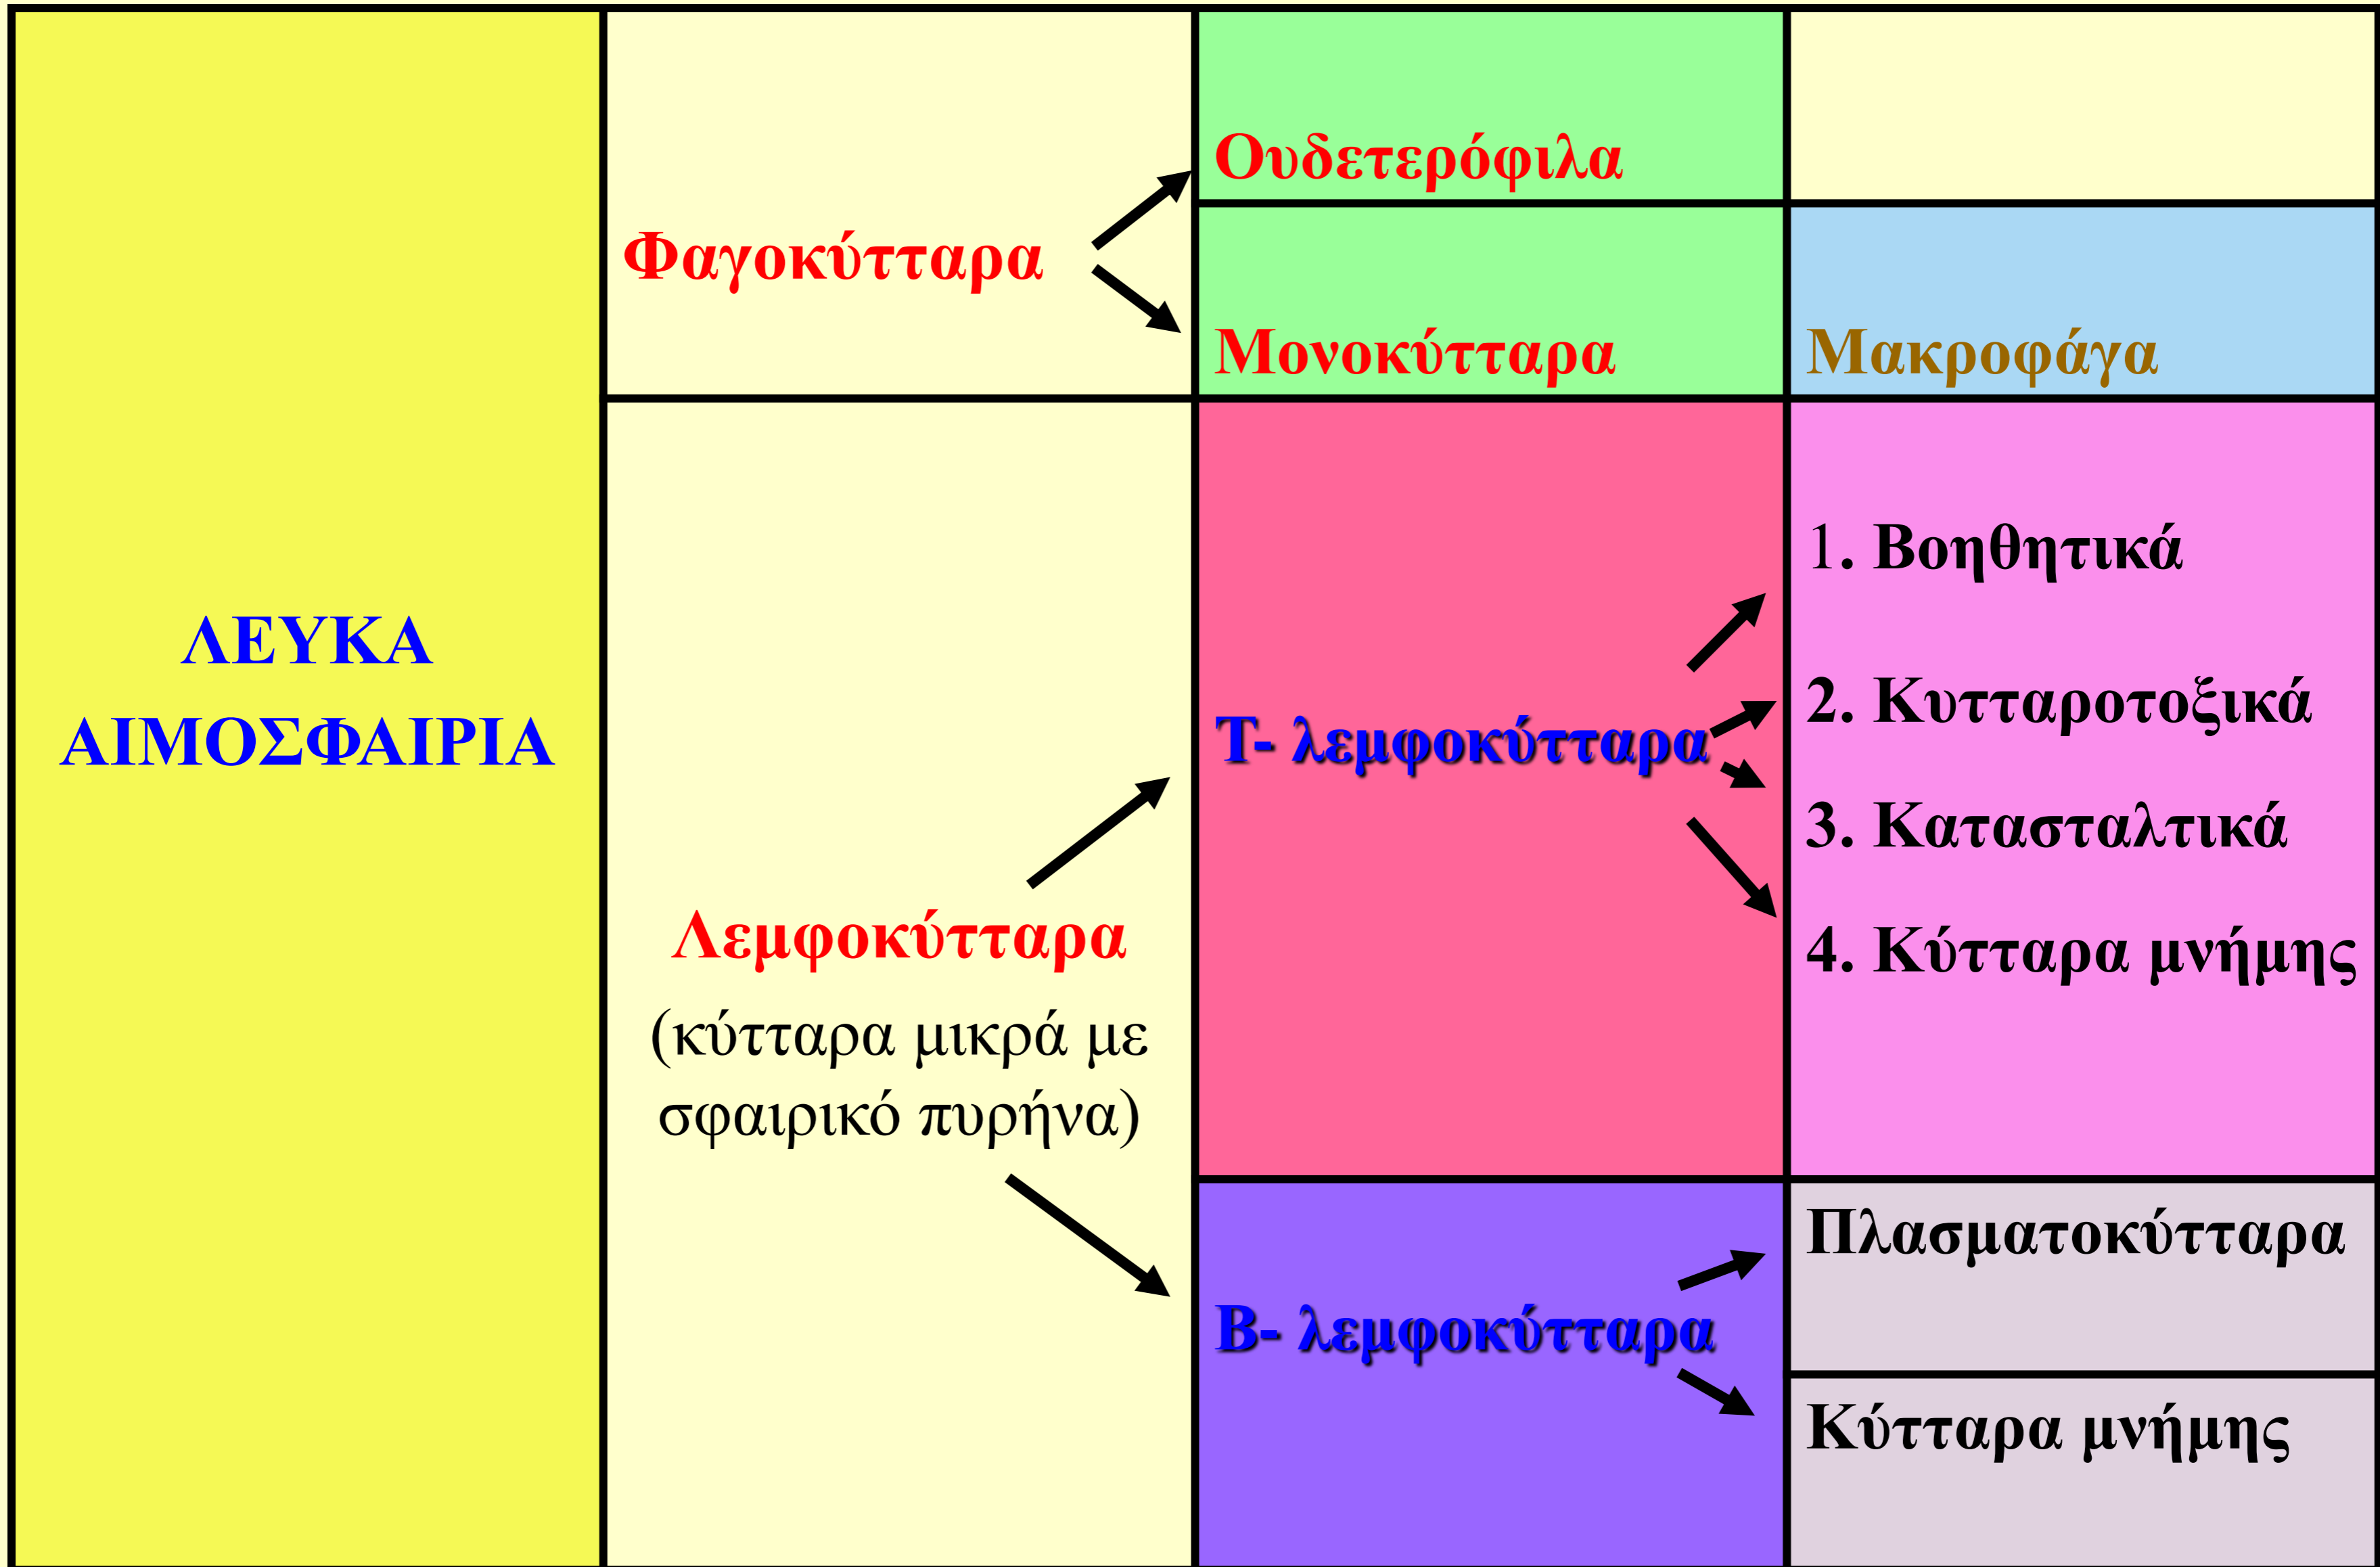 ΛΕΥΚΑ
ΑΙΜΟΣΦΑΙΡΙΑ
Φαγοκύτταρα
Ουδετερόφιλα
Μονοκύτταρα
Μακροφάγα
Λεμφοκύτταρα
(κύτταρα μικρά με
σφαιρικό πυρήνα)
Τ- λεμφοκύτταρα
1. Βοηθητικά
2. Κυτταροτοξικά
3. Κατασταλτικά
4. Κύτταρα μνήμης
Β- λεμφοκύτταρα
Πλασματοκύτταρα
Κύτταρα μνήμης